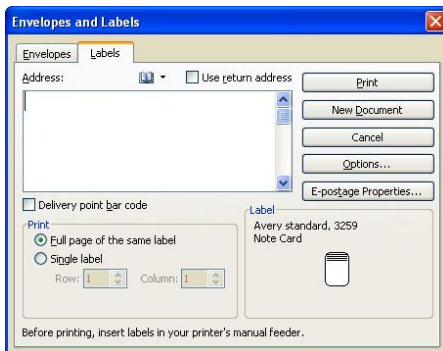 Envelopes and Labels
Envelopes Labels
Address: Use return address
Print
New Document
Cancel
Options...
E-postage Properties...
Delivery point bar code
Print
Full page of the same label
Single label
Row: 1 Column: 1
Label
Avery standard, 3259
Note Card
Before printing, insert labels in your printer's manual feeder.